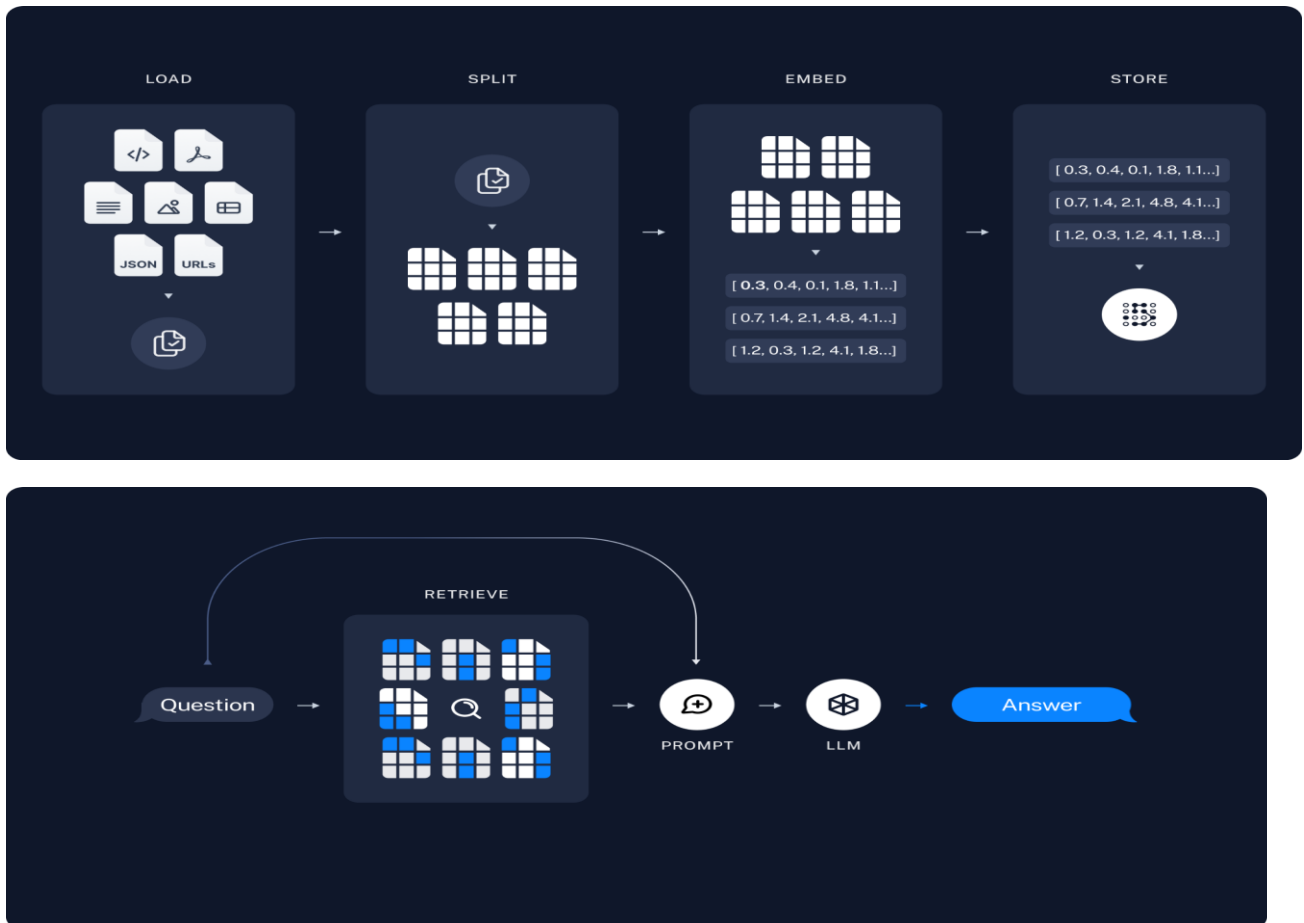 LOAD
SPLIT
EMBED
STORE
</>
JSON
URLs
[ 0.3, 0.4, 0.1, 1.8, 1.1...]
[ 0.7, 1.4, 2.1, 4.8, 4.1...]
[ 1.2, 0.3, 1.2, 4.1, 1.8...]
[ 0.3, 0.4, 0.1, 1.8, 1.1...]
[ 0.7, 1.4, 2.1, 4.8, 4.1...]
[ 1.2, 0.3, 1.2, 4.1, 1.8...]
RETRIEVE
Question
PROMPT
LLM
Answer